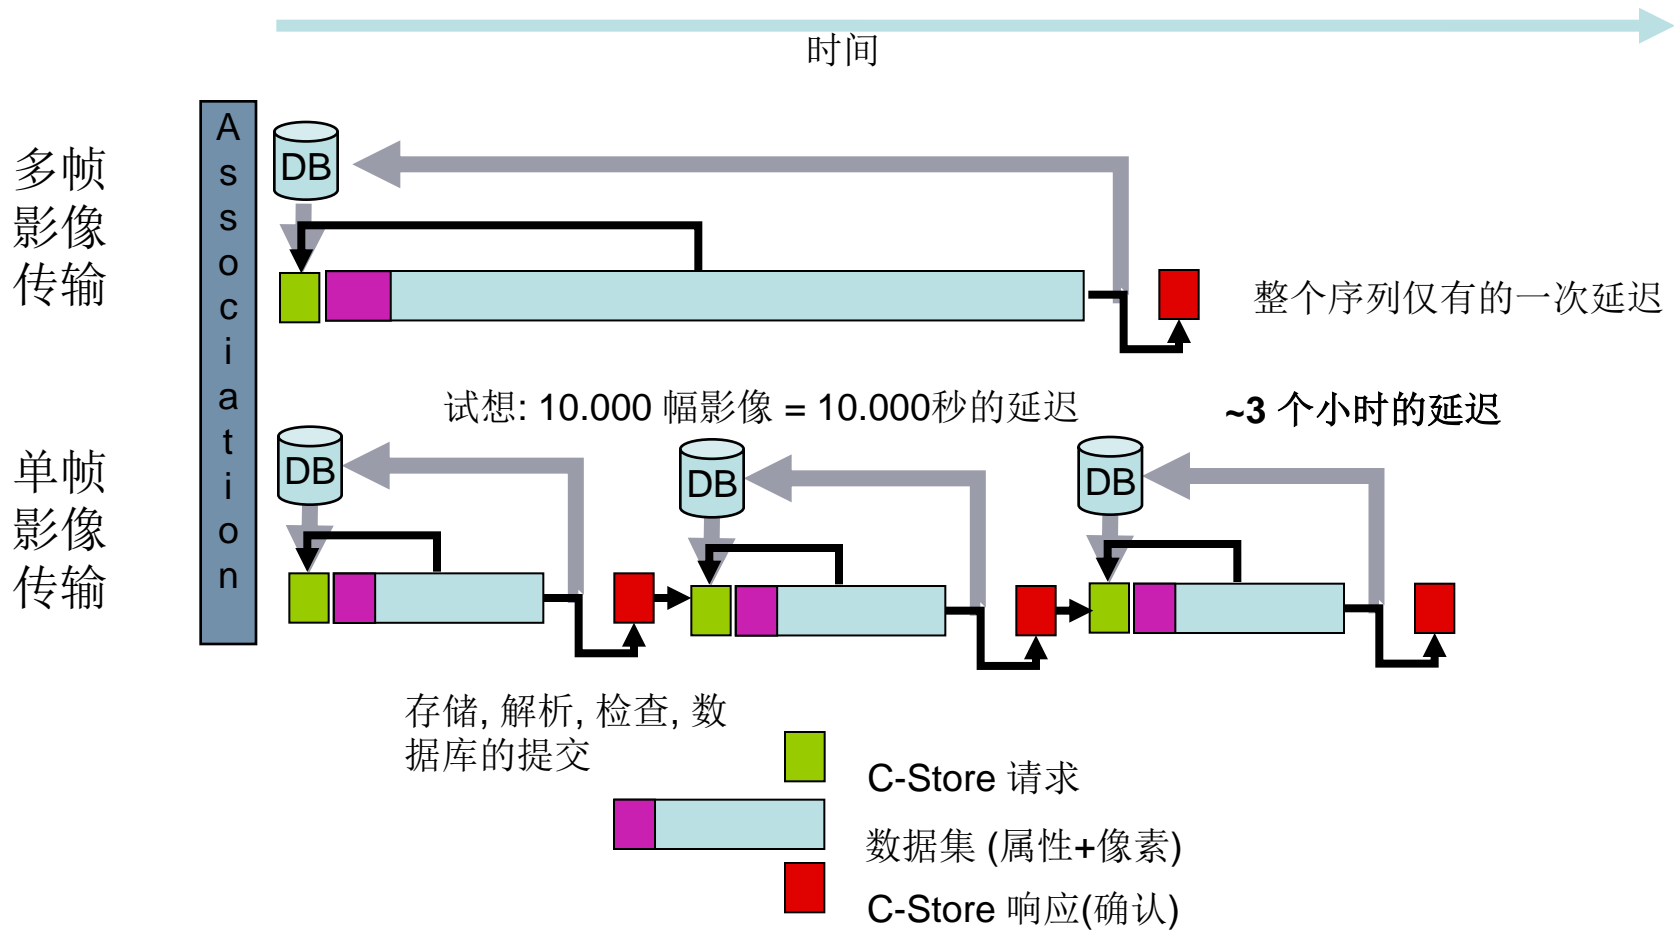 时间
多帧
影像
传输
Association
DB
整个序列仅有的一次延迟
试想: 10.000 幅影像 = 10.000秒的延迟
~3 个小时的延迟
单帧
影像
传输
DB
DB
DB
存储, 解析, 检查, 数
据库的提交
C-Store 请求
数据集 (属性+像素)
C-Store 响应(确认)